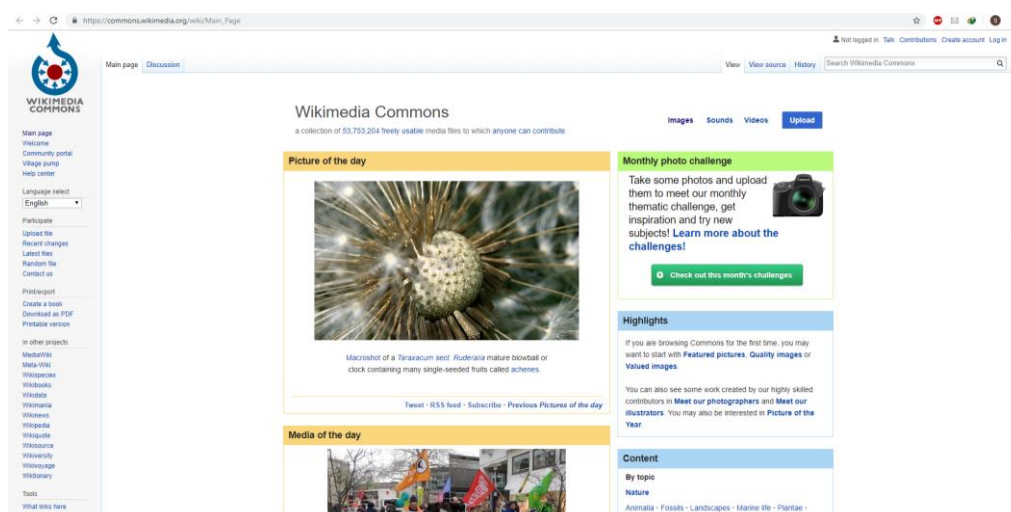 https://commons.wikimedia.org/wiki/Main_Page
Not logged in Talk Contributions Create account Log in
Main page Discussion
View View source History Search Wikimedia Commons
WIKIMEDIA
COMMONS
Main page
Welcome
Community portal
Village pump
Help center
Language select
English
Participate
Upload file
Recent changes
Latest files
Random file
Contact us
Print/export
Create a book
Download as PDF
Printable version
In other projects
MediaWiki
Meta-Wiki
Wikispecies
Wikibooks
Wikidata
Wikimania
Wikinews
Wikipedia
Wikiquote
Wikisource
Wikiversity
Wikivoyage
Wiktionary
Tools
What links here
Wikimedia Commons
a collection of 53,753,204 freely usable media files to which anyone can contribute
Images Sounds Videos Upload
Picture of the day
Macroshot of a Taraxacum sect. Ruderalia mature blowball or
clock containing many single-seeded fruits called achenes.
Tweet · RSS feed · Subscribe · Previous Pictures of the day
Media of the day
Monthly photo challenge
Take some photos and upload
them to meet our monthly
thematic challenge, get
inspiration and try new
subjects! Learn more about the
challenges!
Check out this month's challenges
Highlights
If you are browsing Commons for the first time, you may
want to start with Featured pictures, Quality images or
Valued images.
You can also see some work created by our highly skilled
contributors in Meet our photographers and Meet our
illustrators. You may also be interested in Picture of the
Year.
Content
By topic
Nature
Animalia · Fossils · Landscapes · Marine life · Plantae ·